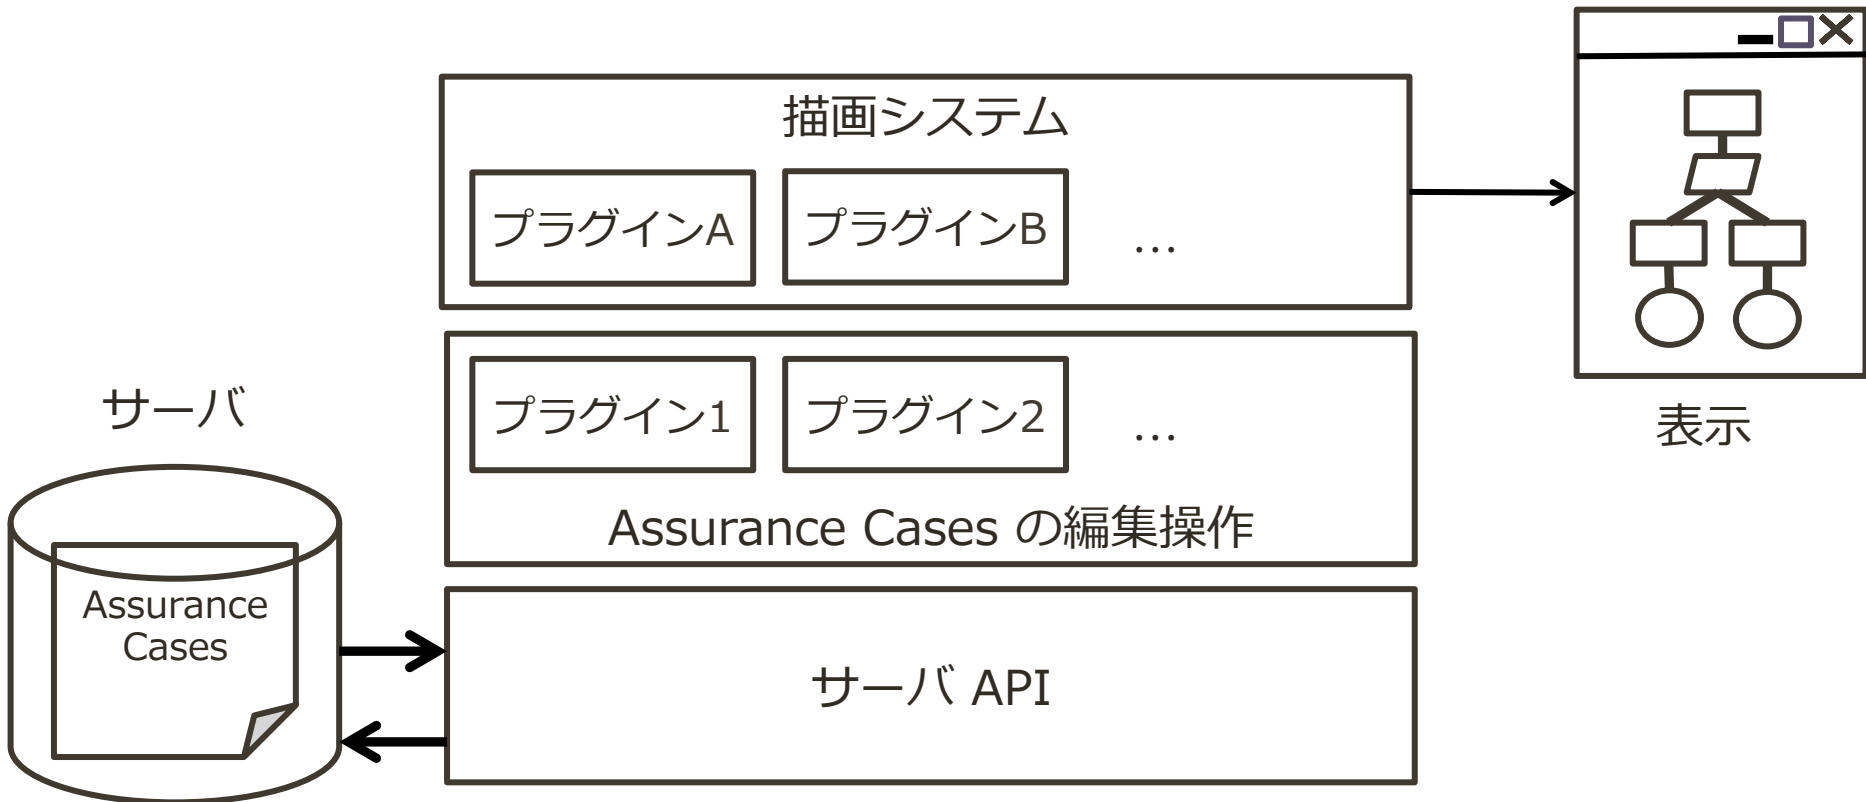 描画システム
プラグインA
プラグインB
…
プラグイン1
プラグイン2
…
Assurance Cases の編集操作
サーバ
Assurance
Cases
サーバ API
表示